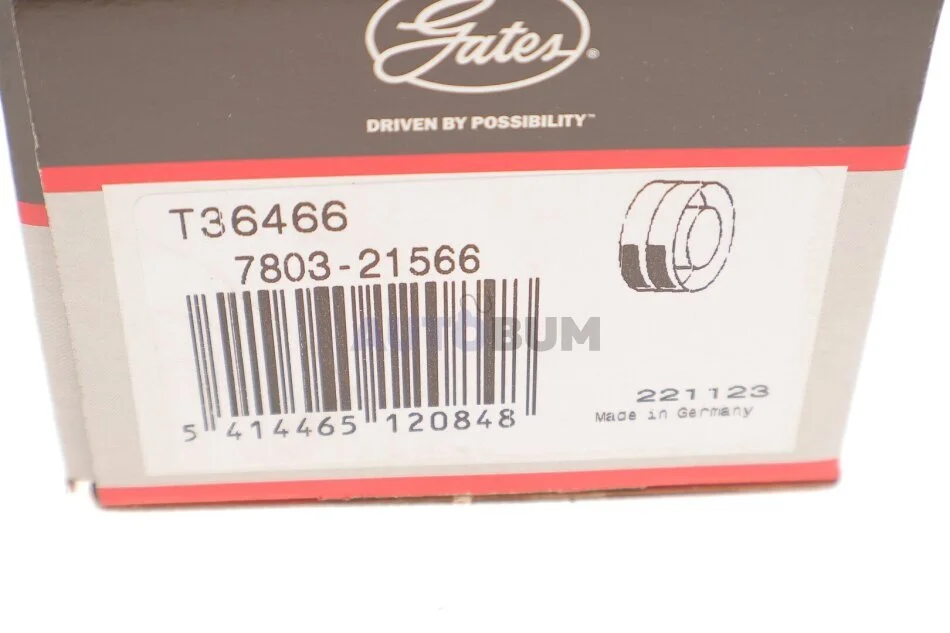 Gates®
DRIVEN BY POSSIBILITY™
T36466
7803-21566
AUTOBUM
5 414465 120848
221123
Made in Germany